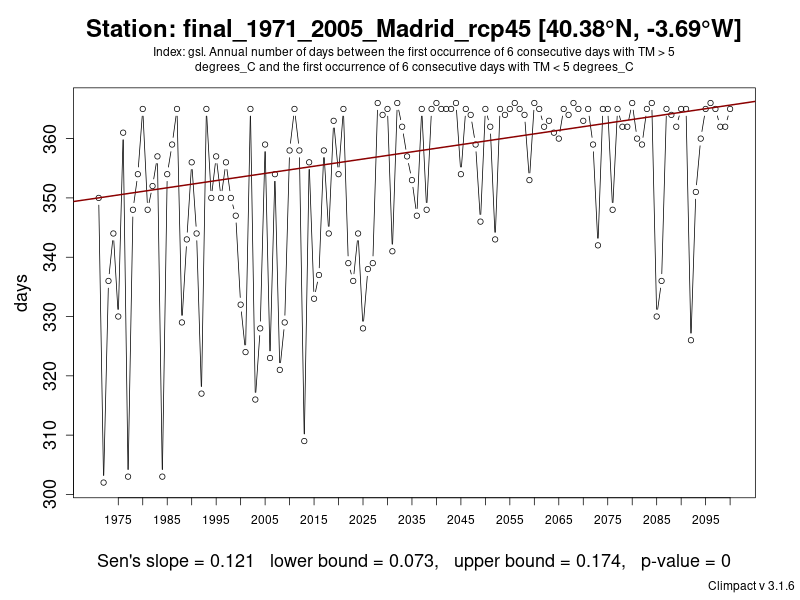 Station: final_1971_2005_Madrid_rcp45 [40.38°N, -3.69°W]
Index: gsl. Annual number of days between the first occurrence of 6 consecutive days with TM > 5
degrees_C and the first occurrence of 6 consecutive days with TM < 5 degrees_C
days
360
350
340
330
320
310
300
1975 1985 1995 2005 2015 2025 2035 2045 2055 2065 2075 2085 2095
Sen's slope = 0.121 lower bound = 0.073, upper bound = 0.174, p-value = 0
Climpact v 3.1.6